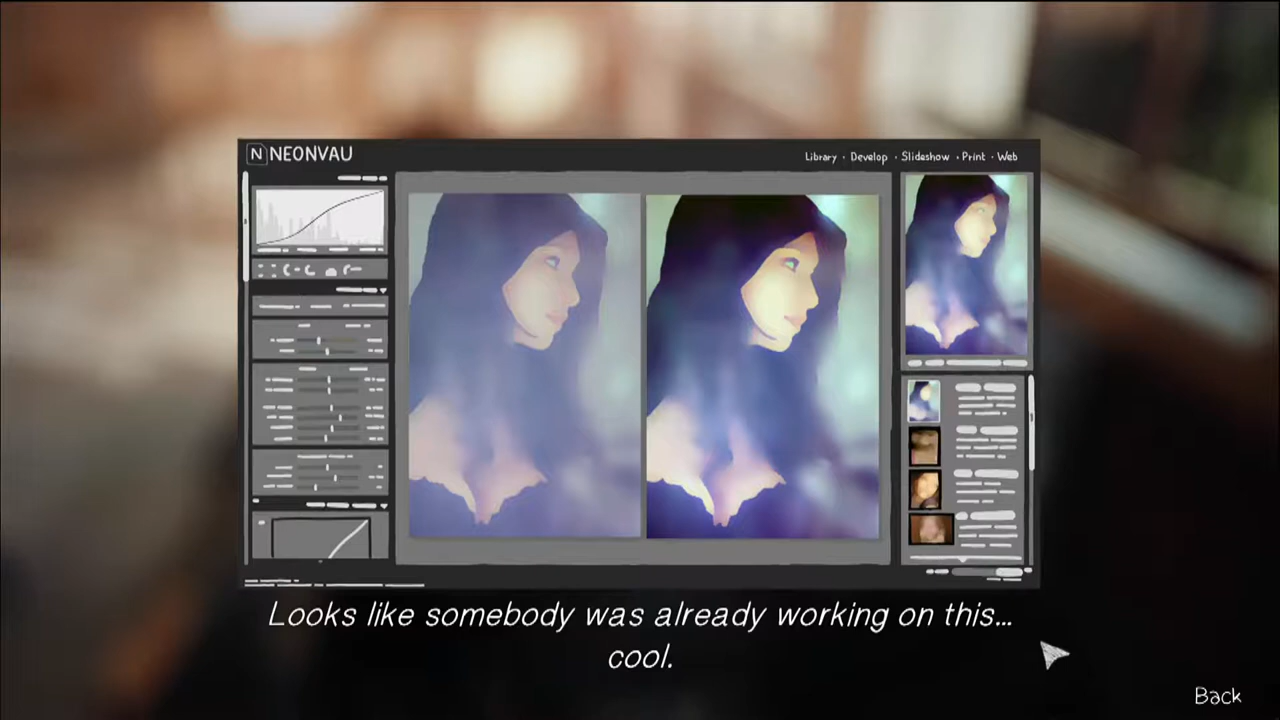 N NEONVAU
Library · Develop · Slideshow · Print · Web
Looks like somebody was already working on this...
cool.
Back